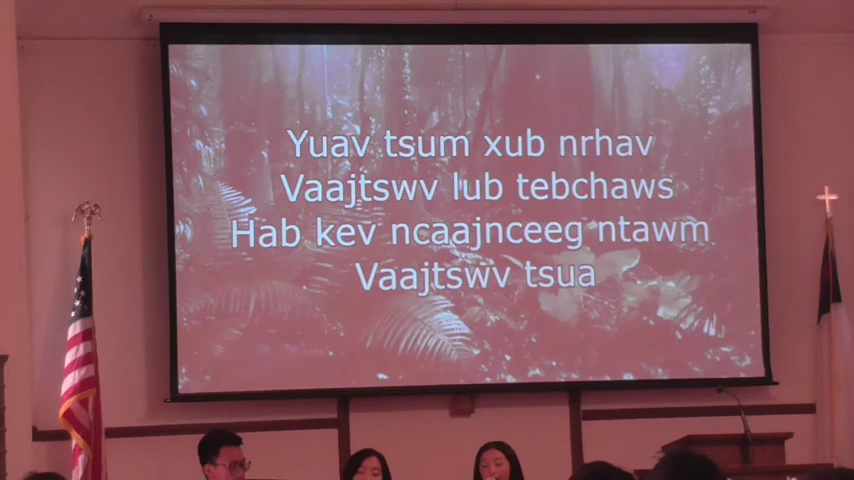 Yuav tsum xub nrhav
Vaajtswv lub tebchaws
Hab kev ncaajnceeg ntawm
Vaajtswv tsua